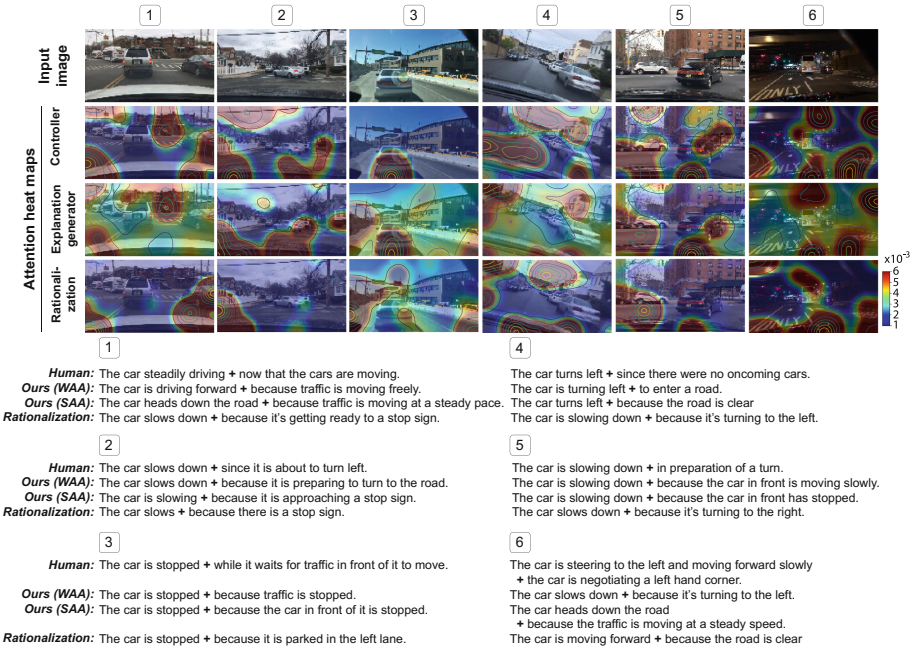 1 2 3 4 5 6
Input image
Attention heat maps
Controller
Explanation generator
Rationali-zation
x10⁻³
6
5
4
3
2
1
ONLY
ONLY
1
Human: The car steadily driving + now that the cars are moving.
Ours (WAA): The car is driving forward + because traffic is moving freely.
Ours (SAA): The car heads down the road + because traffic is moving at a steady pace.
Rationalization: The car slows down + because it's getting ready to a stop sign.
2
Human: The car slows down + since it is about to turn left.
Ours (WAA): The car slows down + because it is preparing to turn to the road.
Ours (SAA): The car is slowing + because it is approaching a stop sign.
Rationalization: The car slows + because there is a stop sign.
3
Human: The car is stopped + while it waits for traffic in front of it to move.
Ours (WAA): The car is stopped + because traffic is stopped.
Ours (SAA): The car is stopped + because the car in front of it is stopped.
Rationalization: The car is stopped + because it is parked in the left lane.
4
The car turns left + since there were no oncoming cars.
The car is turning left + to enter a road.
The car turns left + because the road is clear
The car is slowing down + because it's turning to the left.
5
The car is slowing down + in preparation of a turn.
The car is slowing down + because the car in front is moving slowly.
The car is slowing down + because the car in front has stopped.
The car slows down + because it's turning to the right.
6
The car is steering to the left and moving forward slowly
+ the car is negotiating a left hand corner.
The car slows down + because it's turning to the left.
The car heads down the road
+ because the traffic is moving at a steady speed.
The car is moving forward + because the road is clear